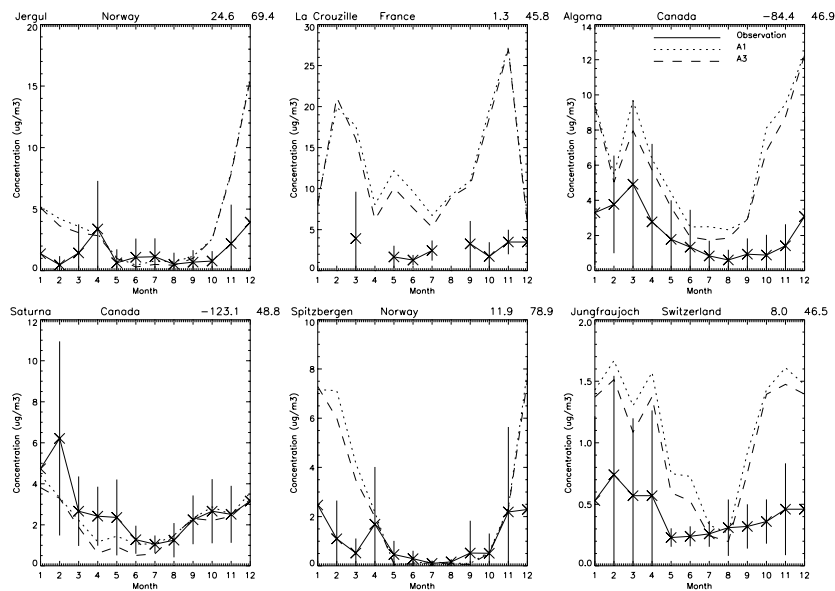 Jergul Norway 24.6 69.4
20
15
10
5
0
Concentration (ug/m3)
1 2 3 4 5 6 7 8 9 10 11 12
Month
La Crouzille France 1.3 45.8
30
25
20
15
10
5
0
Concentration (ug/m3)
1 2 3 4 5 6 7 8 9 10 11 12
Month
Algoma Canada −84.4 46.9
Observation
A1
A3
14
12
10
8
6
4
2
0
Concentration (ug/m3)
1 2 3 4 5 6 7 8 9 10 11 12
Month
Saturna Canada −123.1 48.8
12
10
8
6
4
2
0
Concentration (ug/m3)
1 2 3 4 5 6 7 8 9 10 11 12
Month
Spitzbergen Norway 11.9 78.9
10
8
6
4
2
0
Concentration (ug/m3)
1 2 3 4 5 6 7 8 9 10 11 12
Month
Jungfraujoch Switzerland 8.0 46.5
2.0
1.5
1.0
0.5
0.0
Concentration (ug/m3)
1 2 3 4 5 6 7 8 9 10 11 12
Month